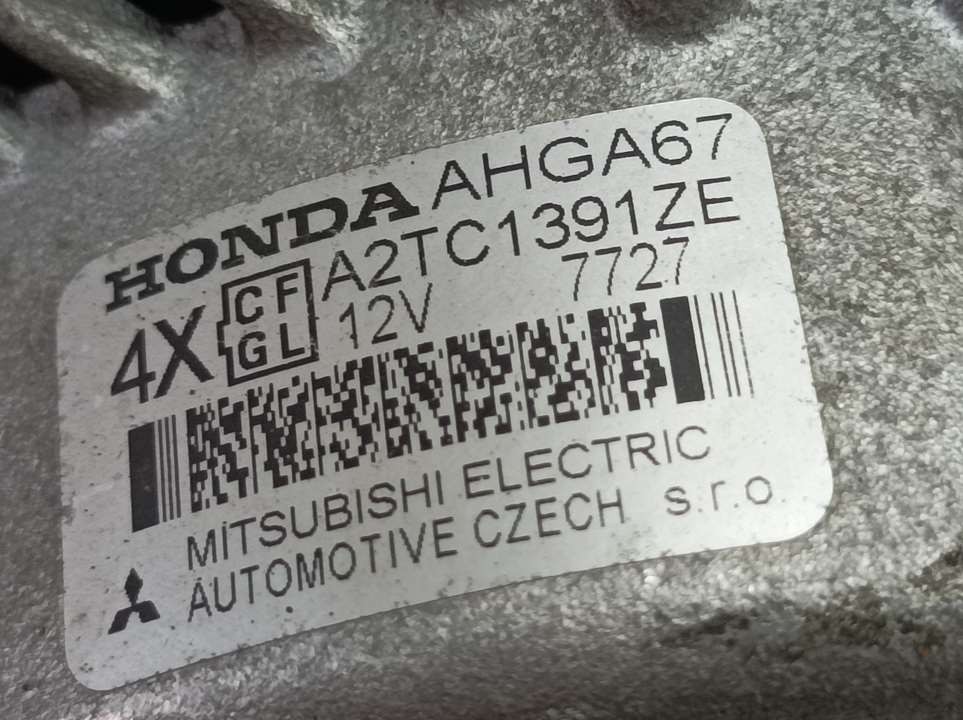 HONDA AHGA67
4X CF GL A2TC1391ZE
12V 7727
MITSUBISHI ELECTRIC
AUTOMOTIVE CZECH s.r.o.